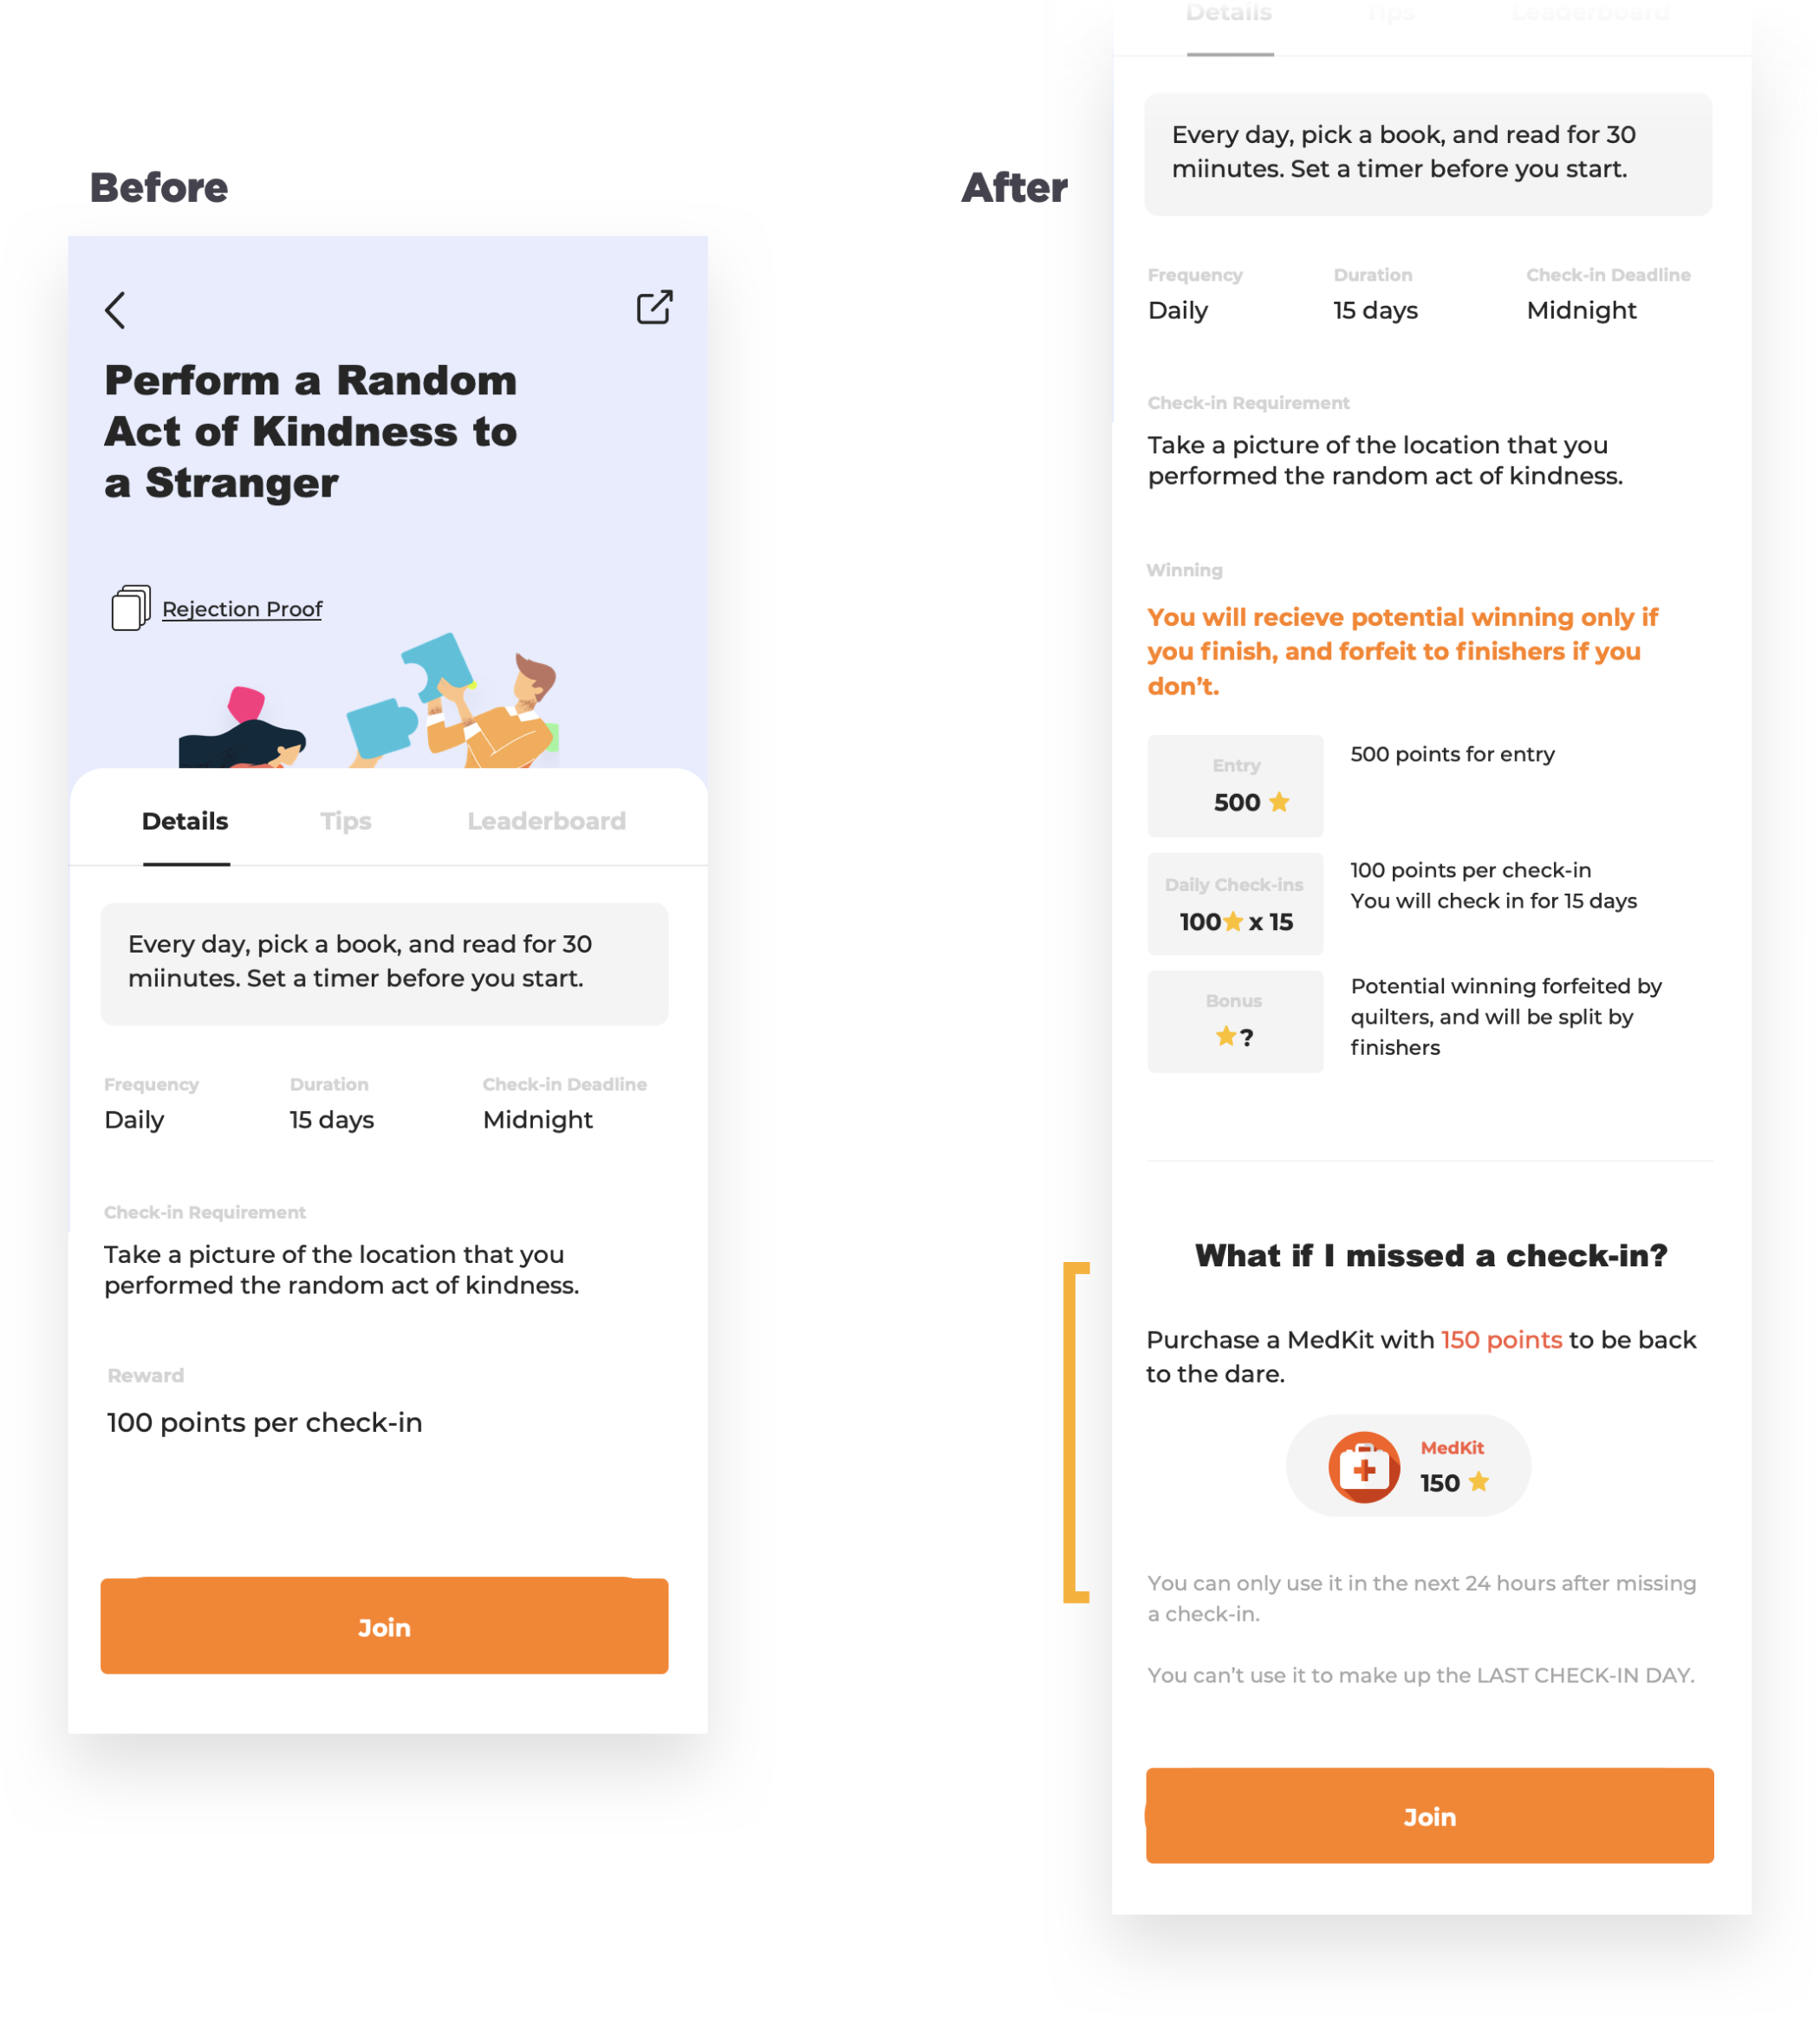 Before
Perform a Random
Act of Kindness to
a Stranger
Rejection Proof
Details Tips Leaderboard
Every day, pick a book, and read for 30
miinutes. Set a timer before you start.
Frequency Duration Check-in Deadline
Daily 15 days Midnight
Check-in Requirement
Take a picture of the location that you
performed the random act of kindness.
Reward
100 points per check-in
Join
After
Details Tips Leaderboard
Every day, pick a book, and read for 30
miinutes. Set a timer before you start.
Frequency Duration Check-in Deadline
Daily 15 days Midnight
Check-in Requirement
Take a picture of the location that you
performed the random act of kindness.
Winning
You will recieve potential winning only if
you finish, and forfeit to finishers if you
don’t.
Entry
500
500 points for entry
Daily Check-ins
100 x 15
100 points per check-in
You will check in for 15 days
Bonus
?
Potential winning forfeited by
quilters, and will be split by
finishers
What if I missed a check-in?
Purchase a MedKit with 150 points to be back
to the dare.
MedKit
150
You can only use it in the next 24 hours after missing
a check-in.
You can’t use it to make up the LAST CHECK-IN DAY.
Join